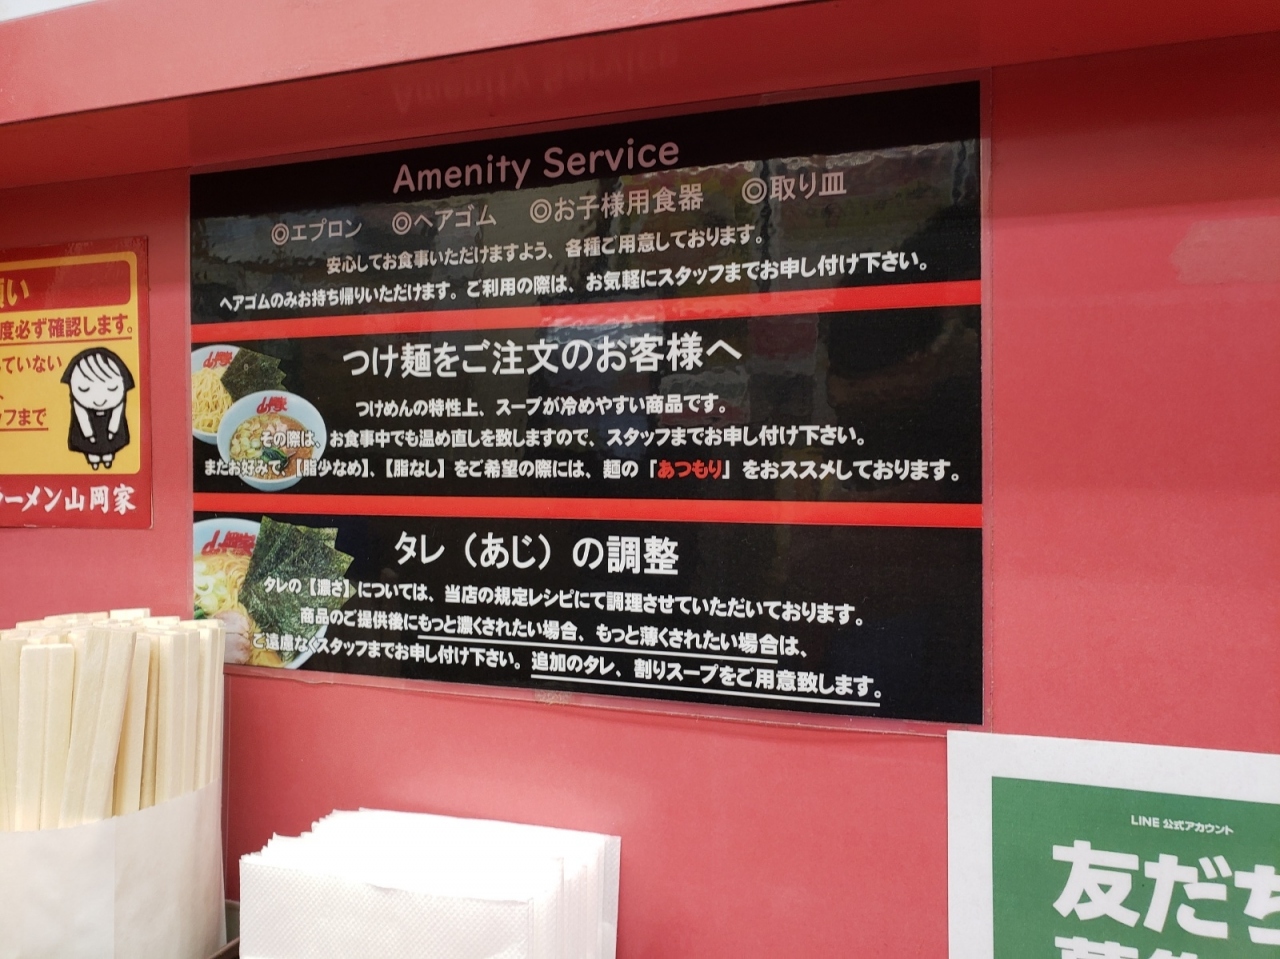 Amenity Service
◎エプロン ◎ヘアゴム ◎お子様用食器 ◎取り皿
安心してお食事いただけますよう、各種ご用意しております。
ヘアゴムのみお持ち帰りいただけます。ご利用の際は、お気軽にスタッフまでお申し付け下さい。
つけ麺をご注文のお客様へ
つけめんの特性上、スープが冷めやすい商品です。
その際は、お食事中でも温め直しを致しますので、スタッフまでお申し付け下さい。
またお好みで、【脂少なめ】、【脂なし】をご希望の際には、麺の「あつもり」をおススメしております。
タレ（あじ）の調整
タレの【濃さ】については、当店の規定レシピにて調理させていただいております。
商品のご提供後にもっと濃くされたい場合、もっと薄くされたい場合は、
ご遠慮なくスタッフまでお申し付け下さい。追加のタレ、割りスープをご用意致します。
願い
度必ず確認します。
ていない
フまで
ラーメン山岡家
山岡家
山岡家
山岡家
LINE 公式アカウント
友だち